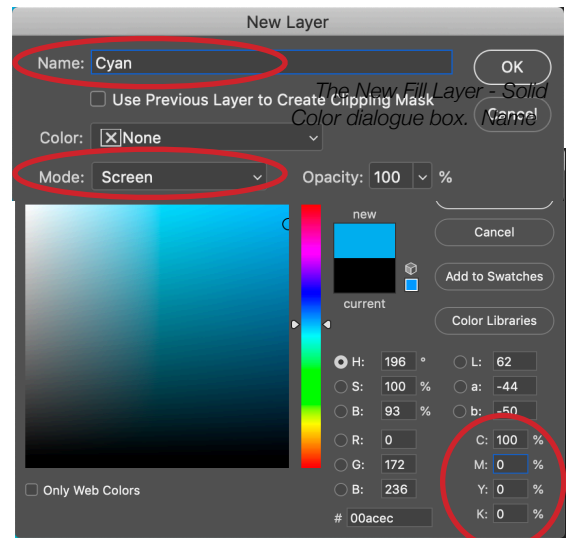 New Layer
Name: Cyan
OK
Use Previous Layer to Create Clipping Mask
The New Fill Layer - Solid
Color dialogue box. Name
Cancel
Color: None
Mode: Screen Opacity: 100 %
new
Cancel
Add to Swatches
current
Color Libraries
H: 196 ° L: 62
S: 100 % a: -44
B: 93 % b: -50
R: 0 C: 100 %
G: 172 M: 0 %
B: 236 Y: 0 %
Only Web Colors
# 00acec K: 0 %